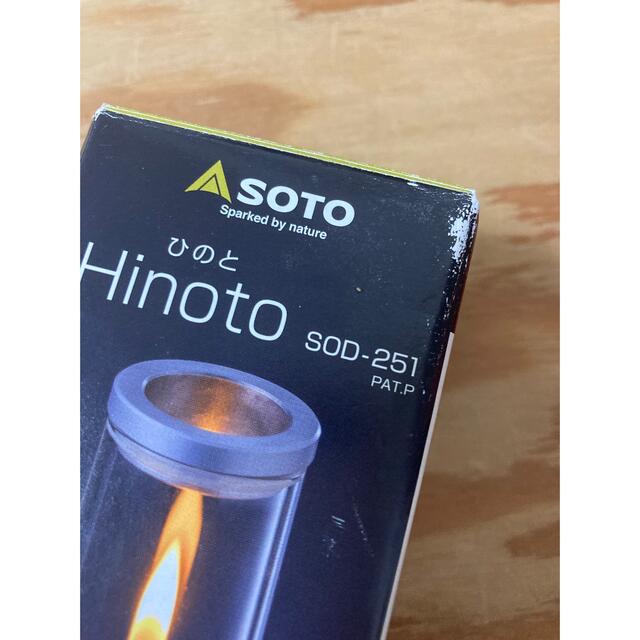 SOTO
Sparked by nature
ひのと
Hinoto SOD-251
PAT.P